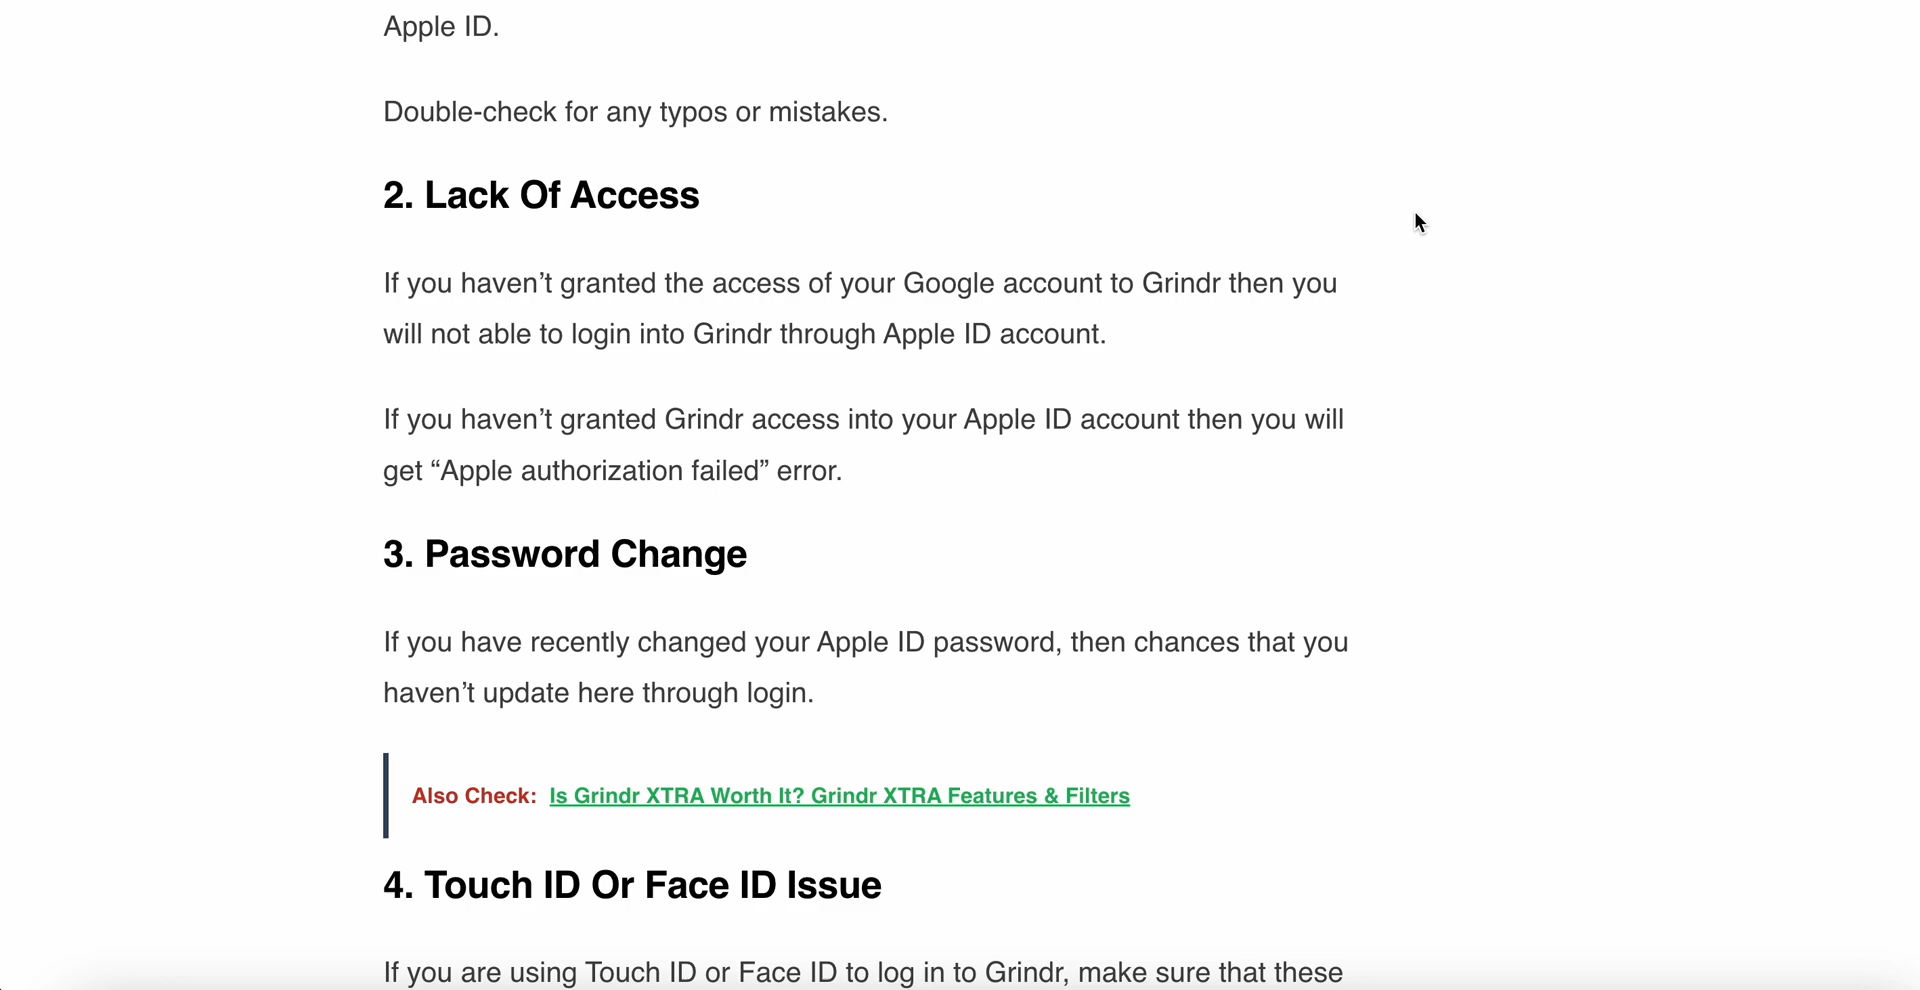 Apple ID.
Double-check for any typos or mistakes.
2. Lack Of Access
If you haven’t granted the access of your Google account to Grindr then you
will not able to login into Grindr through Apple ID account.
If you haven’t granted Grindr access into your Apple ID account then you will
get “Apple authorization failed” error.
3. Password Change
If you have recently changed your Apple ID password, then chances that you
haven’t update here through login.
Also Check: Is Grindr XTRA Worth It? Grindr XTRA Features & Filters
4. Touch ID Or Face ID Issue
If you are using Touch ID or Face ID to log in to Grindr, make sure that these